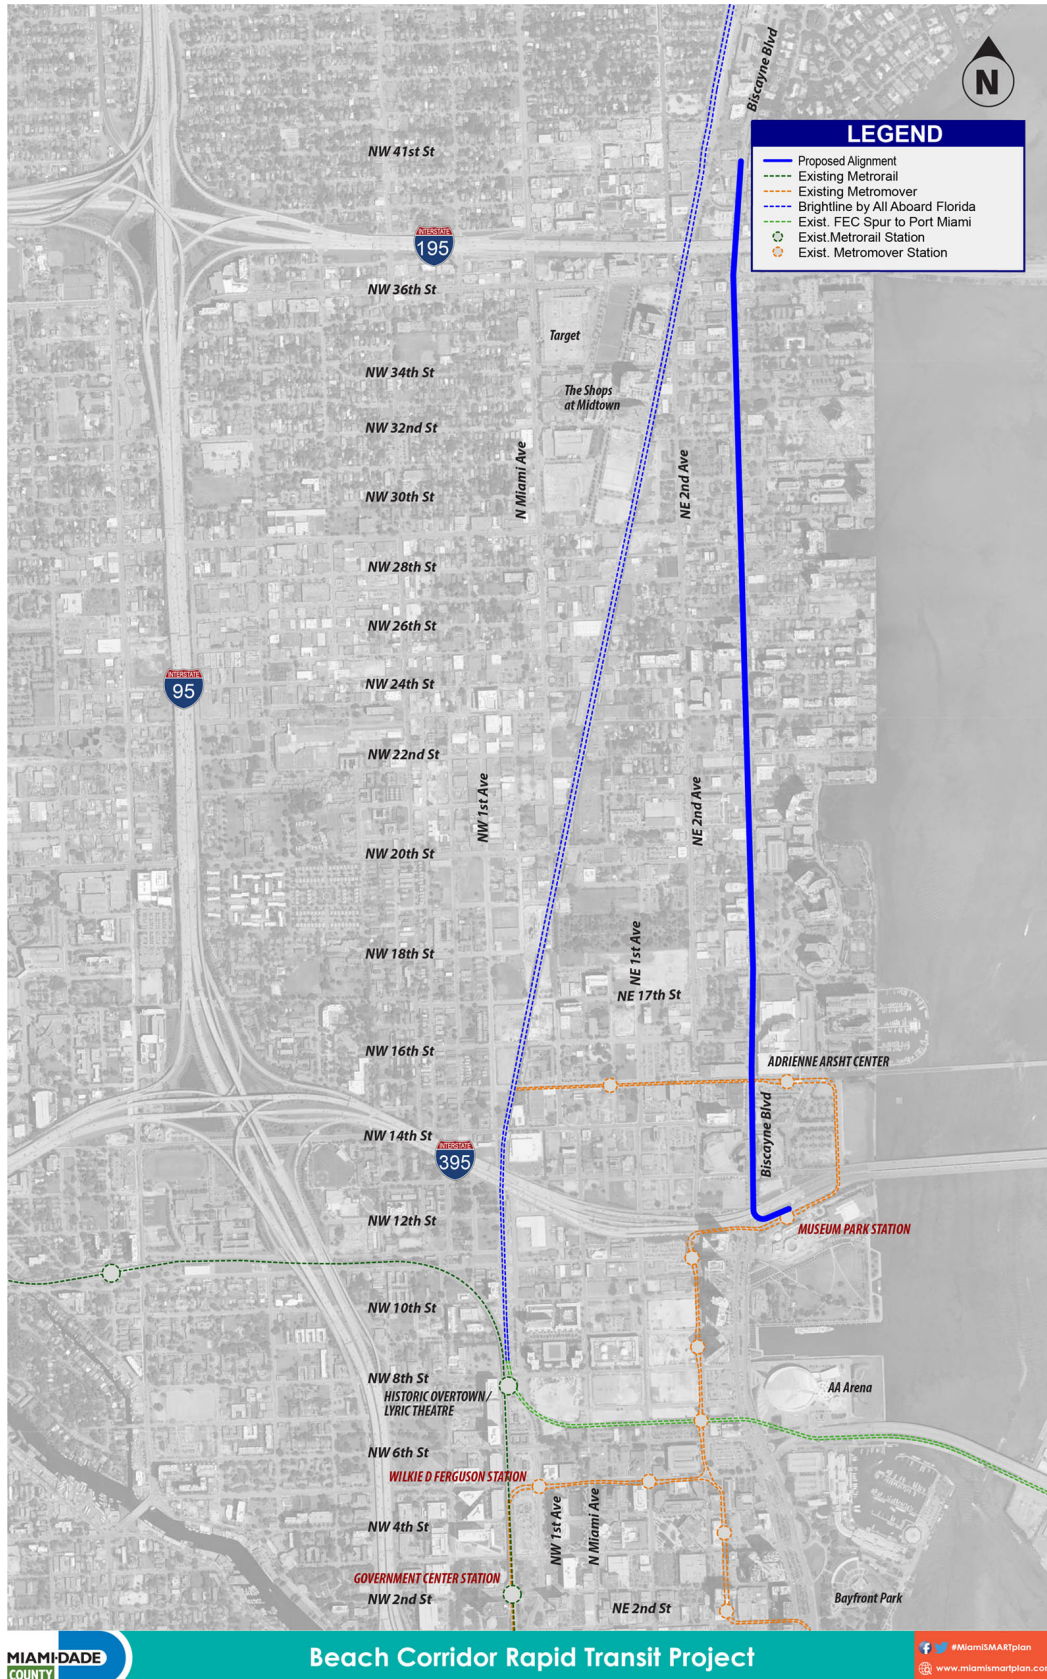 Biscayne Blvd
N
LEGEND
Proposed Alignment
Existing Metrorail
Existing Metromover
Brightline by All Aboard Florida
Exist. FEC Spur to Port Miami
Exist.Metrorail Station
Exist. Metromover Station
NW 41st St
INTERSTATE
195
NW 36th St
Target
NW 34th St
The Shops
at Midtown
NW 32nd St
N Miami Ave
NE 2nd Ave
NW 30th St
NW 28th St
NW 26th St
NW 24th St
INTERSTATE
95
NW 22nd St
NW 1st Ave
NE 2nd Ave
NW 20th St
NW 18th St
NE 1st Ave
NE 17th St
NW 16th St
ADRIENNE ARSHT CENTER
Biscayne Blvd
NW 14th St
INTERSTATE
395
NW 12th St
MUSEUM PARK STATION
NW 10th St
NW 8th St
HISTORIC OVERTOWN/
LYRIC THEATRE
AA Arena
NW 6th St
WILKIE D FERGUSON STATION
NW 1st Ave
N Miami Ave
NW 4th St
GOVERNMENT CENTER STATION
NW 2nd St
NE 2nd St
Bayfront Park
MIAMI-DADE
COUNTY
Beach Corridor Rapid Transit Project
#MiamiSMARTplan
www.miamismartplan.com